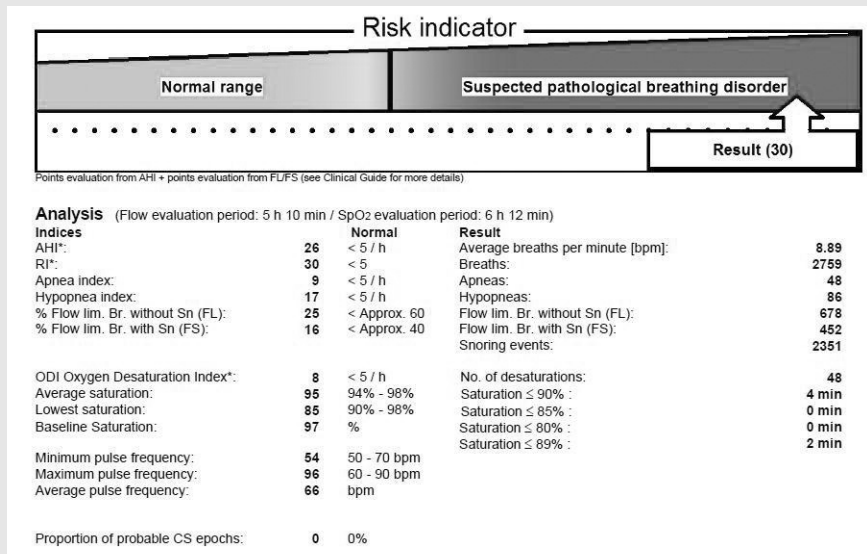 Risk indicator
Normal range Suspected pathological breathing disorder
Result (30)
Points evaluation from AHI + points evaluation from FL/FS (see Clinical Guide for more details)
Analysis (Flow evaluation period: 5 h 10 min / SpO2 evaluation period: 6 h 12 min)
Indices Normal Result
AHI*: 26 < 5 / h Average breaths per minute [bpm]: 8.89
RI*: 30 < 5 Breaths: 2759
Apnea index: 9 < 5 / h Apneas: 48
Hypopnea index: 17 < 5 / h Hypopneas: 86
% Flow lim. Br. without Sn (FL): 25 < Approx. 60 Flow lim. Br. without Sn (FL): 678
% Flow lim. Br. with Sn (FS): 16 < Approx. 40 Flow lim. Br. with Sn (FS): 452
Snoring events: 2351
ODI Oxygen Desaturation Index*: 8 < 5 / h No. of desaturations: 48
Average saturation: 95 94% - 98% Saturation ≤ 90% : 4 min
Lowest saturation: 85 90% - 98% Saturation ≤ 85% : 0 min
Baseline Saturation: 97 % Saturation ≤ 80% : 0 min
Saturation ≤ 89% : 2 min
Minimum pulse frequency: 54 50 - 70 bpm
Maximum pulse frequency: 96 60 - 90 bpm
Average pulse frequency: 66 bpm
Proportion of probable CS epochs: 0 0%